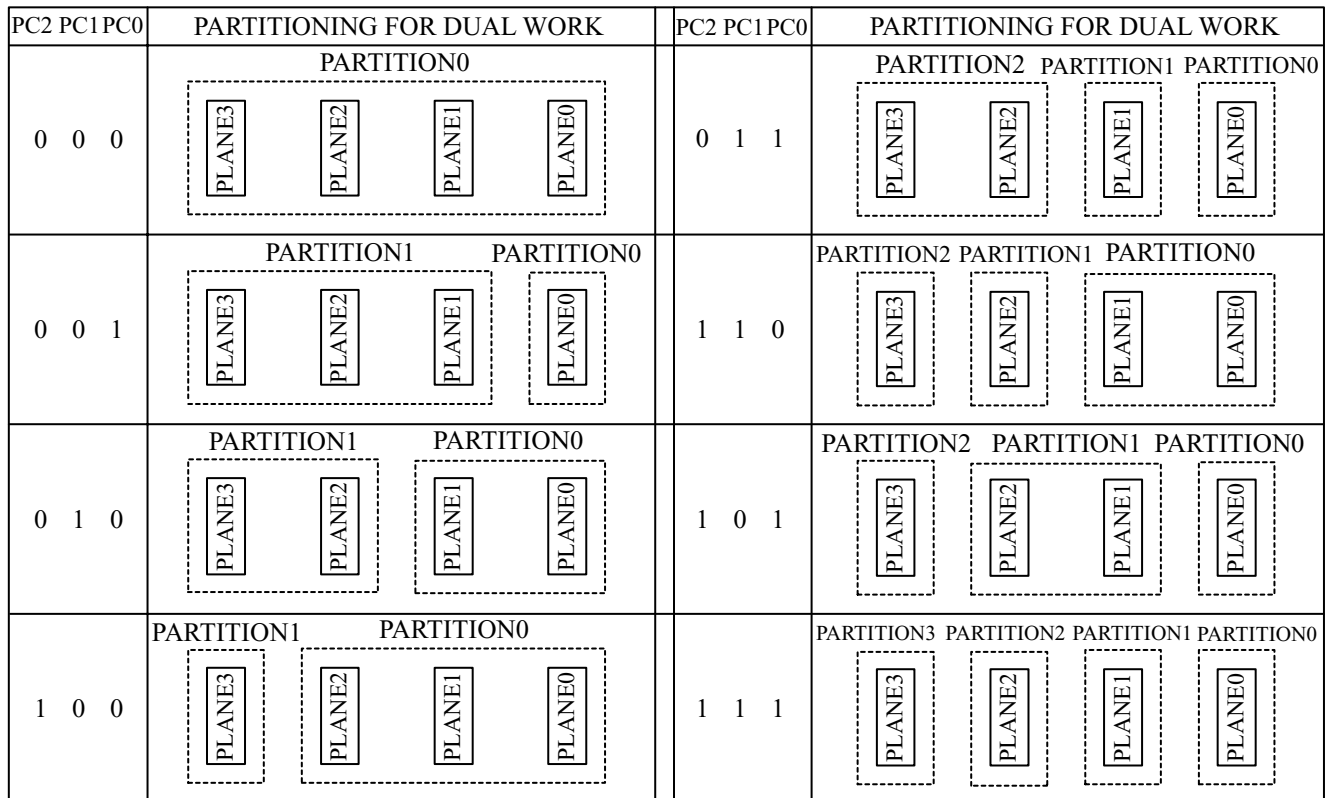 PC2 PC1 PC0 PARTITIONING FOR DUAL WORK PC2 PC1 PC0 PARTITIONING FOR DUAL WORK
PARTITION0
0 0 0 PLANE3 PLANE2 PLANE1 PLANE0
PARTITION2 PARTITION1 PARTITION0
0 1 1 PLANE3 PLANE2 PLANE1 PLANE0
PARTITION1 PARTITION0
0 0 1 PLANE3 PLANE2 PLANE1 PLANE0
PARTITION2 PARTITION1 PARTITION0
1 1 0 PLANE3 PLANE2 PLANE1 PLANE0
PARTITION1 PARTITION0
0 1 0 PLANE3 PLANE2 PLANE1 PLANE0
PARTITION2 PARTITION1 PARTITION0
1 0 1 PLANE3 PLANE2 PLANE1 PLANE0
PARTITION1 PARTITION0
1 0 0 PLANE3 PLANE2 PLANE1 PLANE0
PARTITION3 PARTITION2 PARTITION1 PARTITION0
1 1 1 PLANE3 PLANE2 PLANE1 PLANE0